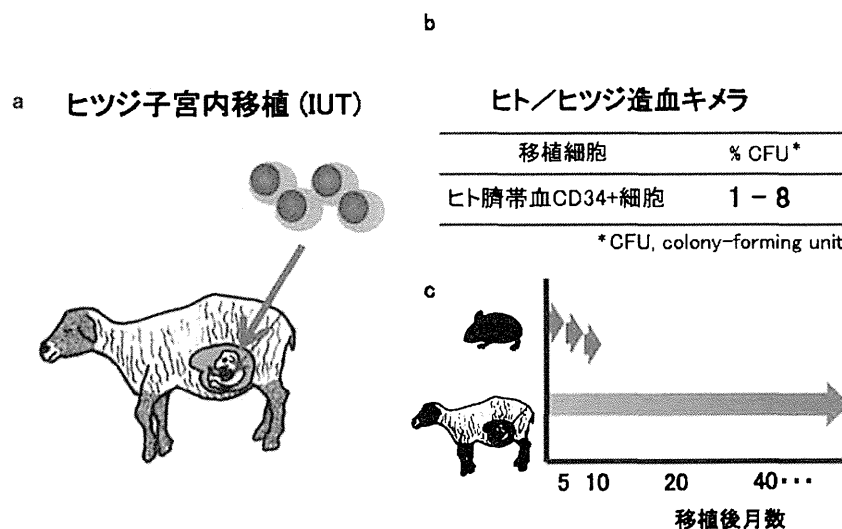 a ヒツジ子宮内移植 (IUT)
b
ヒト／ヒツジ造血キメラ
移植細胞 % CFU*
ヒト臍帯血CD34+細胞 1 − 8
*CFU, colony-forming unit
c
5 10 20 40･･･
移植後月数